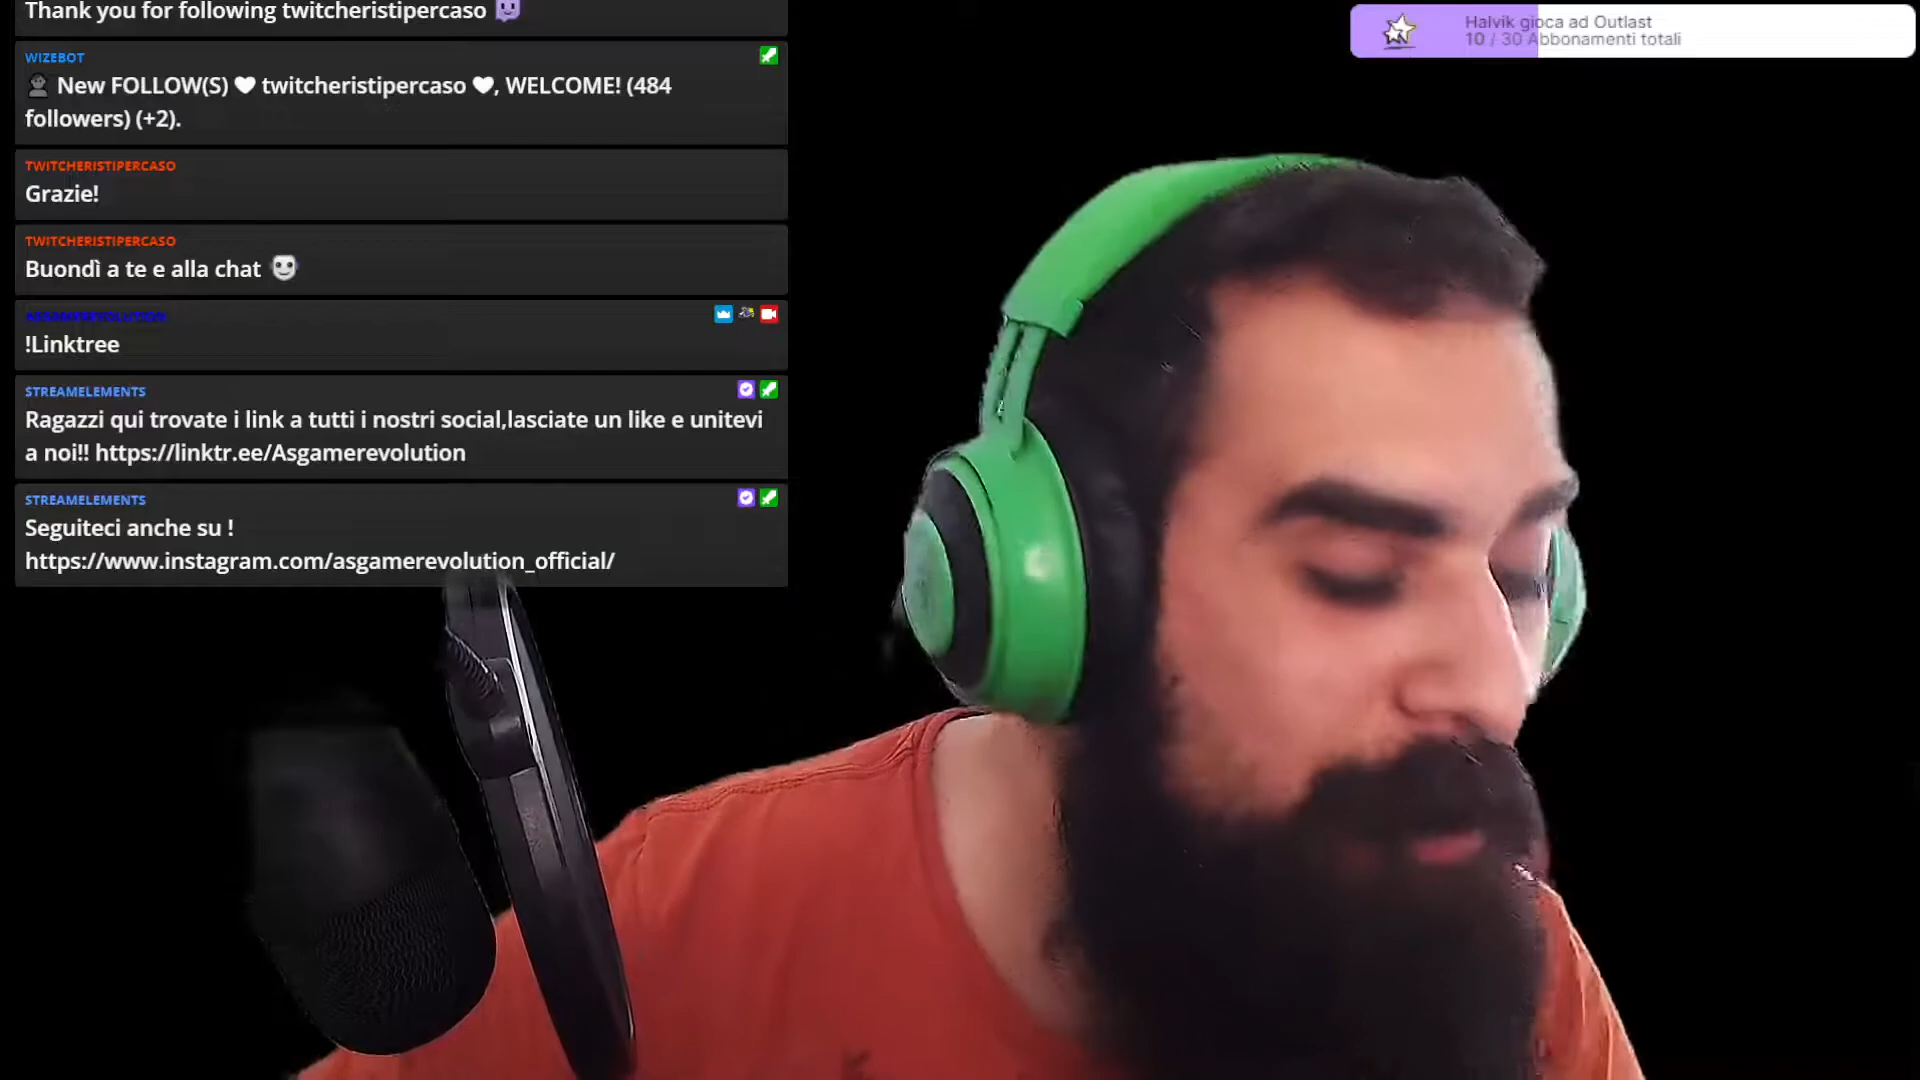 Thank you for following twitcheristipercaso
WIZEBOT
New FOLLOW(S) ♥ twitcheristipercaso ♥, WELCOME! (484
followers) (+2).
TWITCHERISTIPERCASO
Grazie!
TWITCHERISTIPERCASO
Buondì a te e alla chat
ASGAMEREVOLUTION
!Linktree
STREAMELEMENTS
Ragazzi qui trovate i link a tutti i nostri social,lasciate un like e unitevi
a noi!! https://linktr.ee/Asgamerevolution
STREAMELEMENTS
Seguiteci anche su !
https://www.instagram.com/asgamerevolution_official/
Halvik gioca ad Outlast
10 / 30 Abbonamenti totali